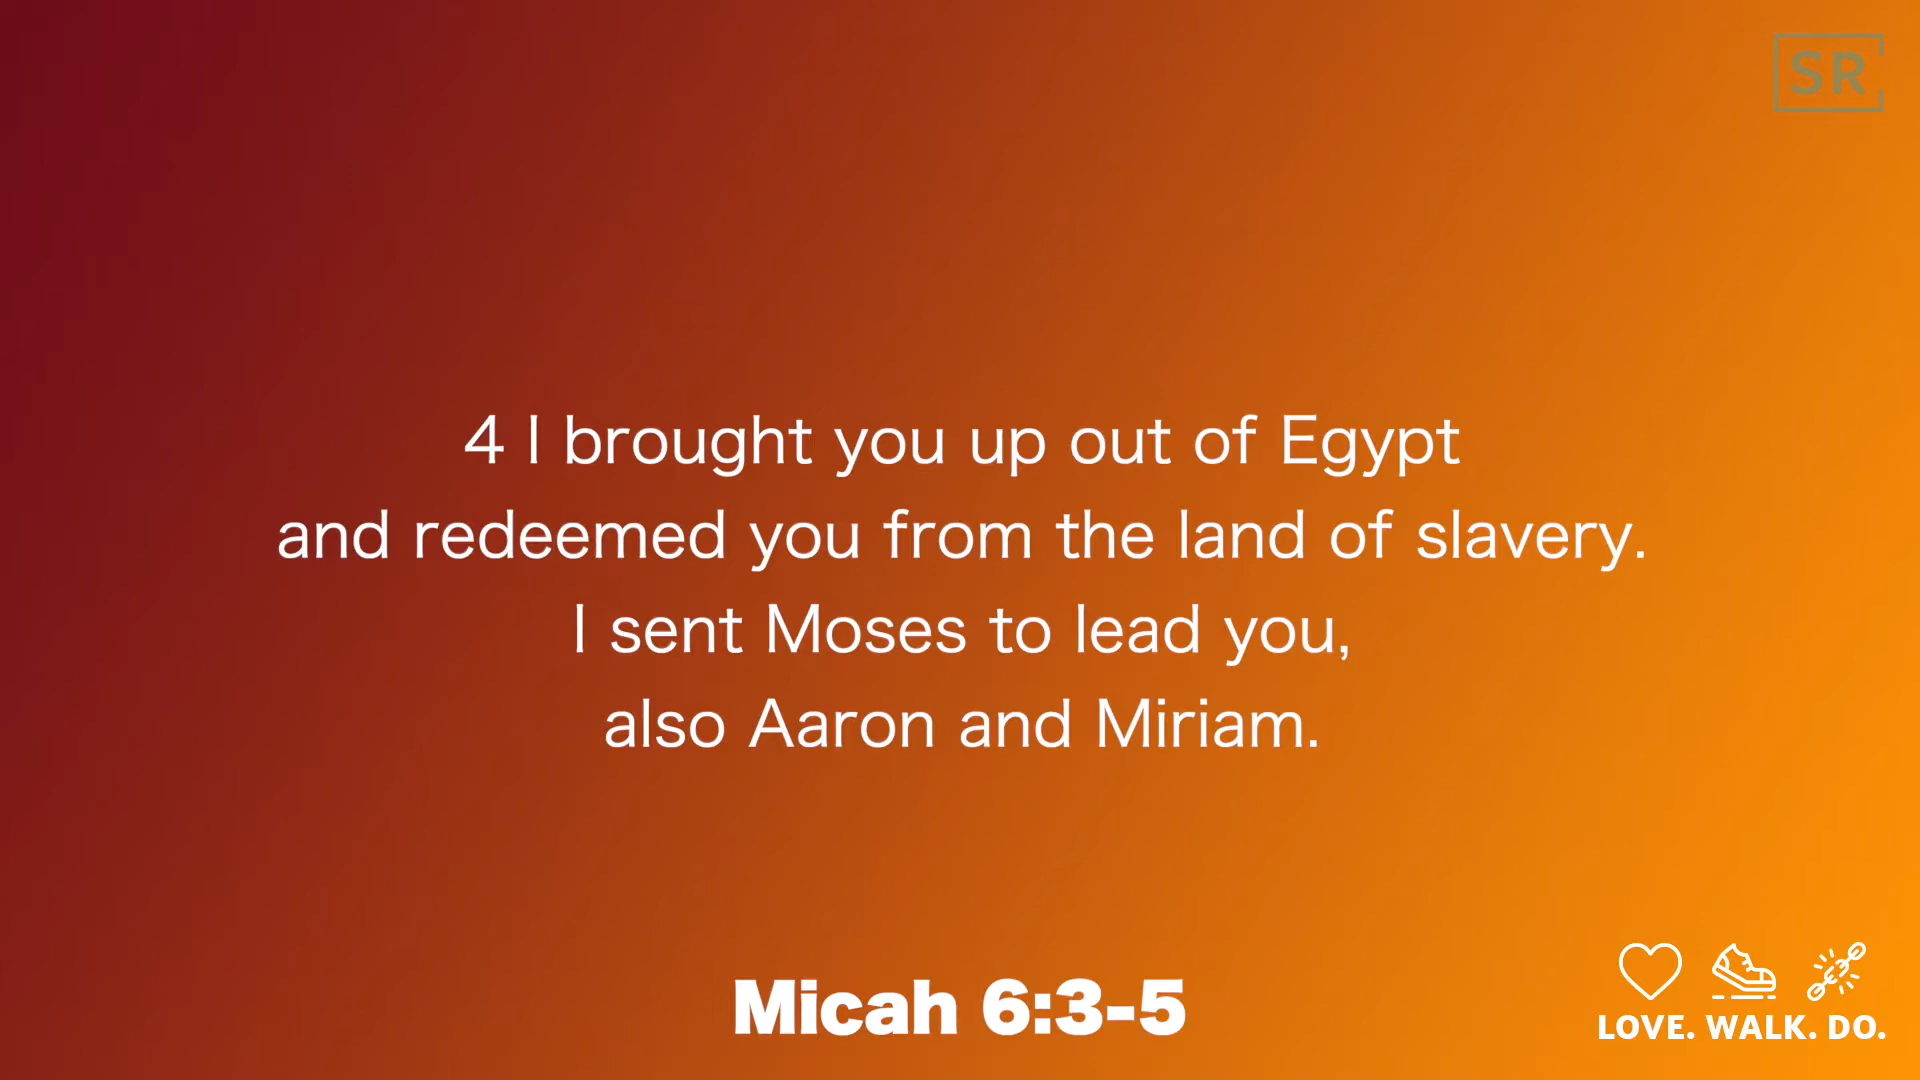 SR
4 I brought you up out of Egypt
and redeemed you from the land of slavery.
I sent Moses to lead you,
also Aaron and Miriam.
Micah 6:3-5
LOVE. WALK. DO.